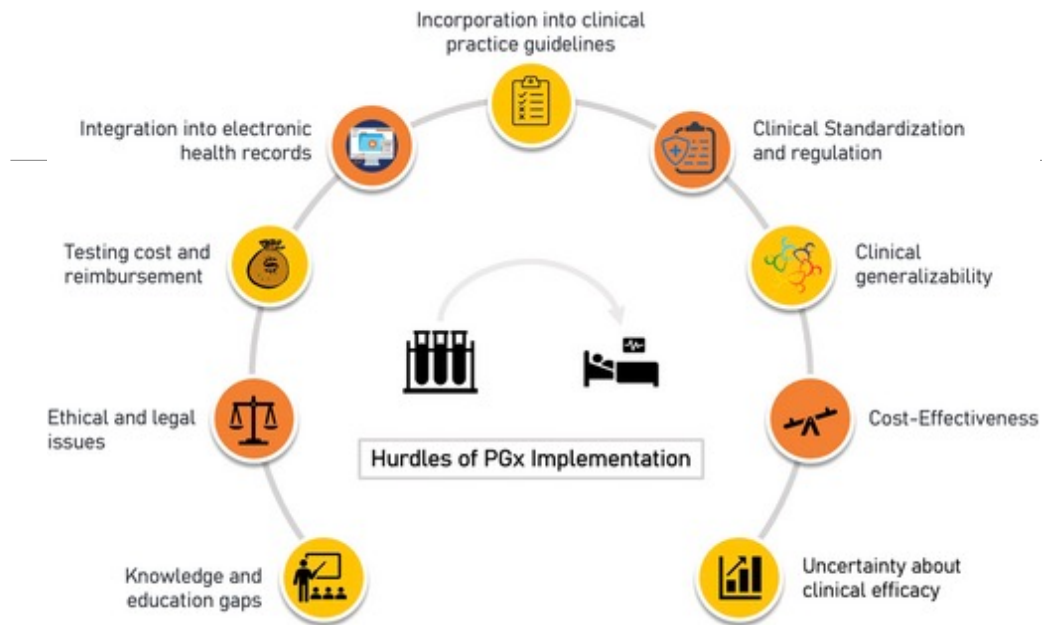 Incorporation into clinical
practice guidelines
Integration into electronic
health records
Clinical Standardization
and regulation
Testing cost and
reimbursement
Clinical
generalizability
Ethical and legal
issues
Cost-Effectiveness
Hurdles of PGx Implementation
Knowledge and
education gaps
Uncertainty about
clinical efficacy